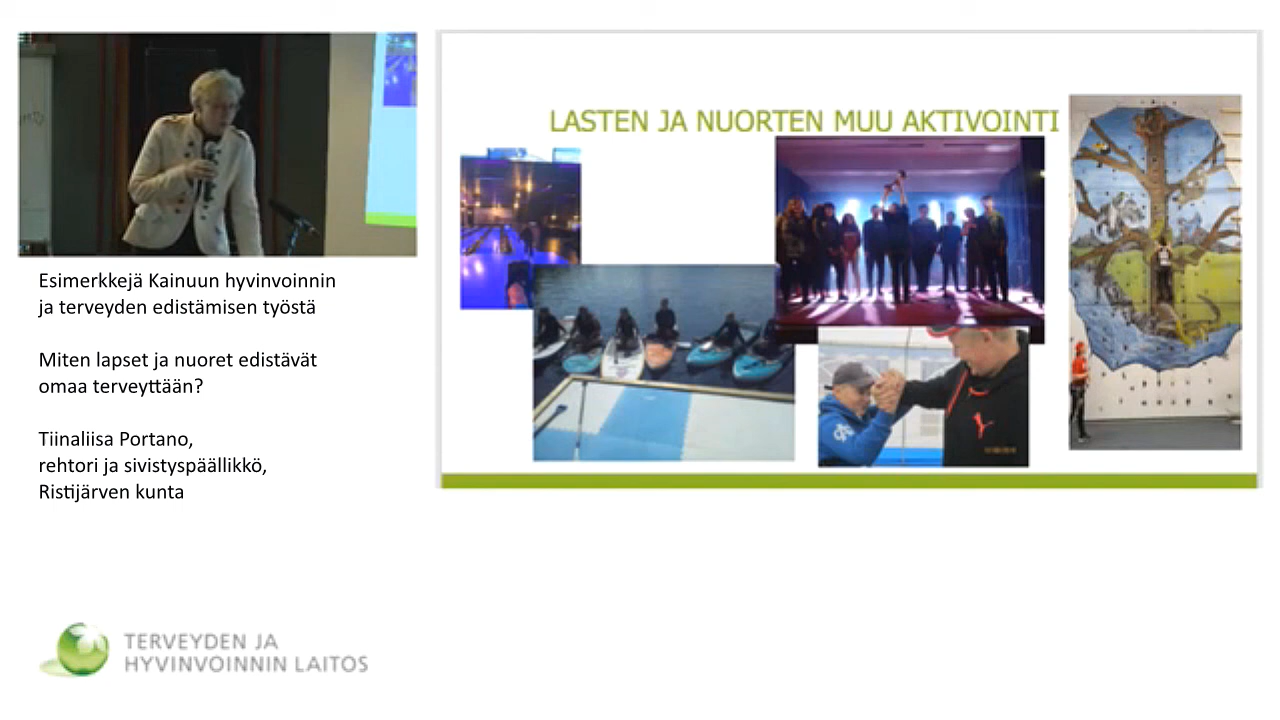 Esimerkkejä Kainuun hyvinvoinnin
ja terveyden edistämisen työstä
Miten lapset ja nuoret edistävät
omaa terveyttään?
Tiinaliisa Portano,
rehtori ja sivistyspäällikkö,
Ristijärven kunta
LASTEN JA NUORTEN MUU AKTIVOINTI
TERVEYDEN JA
HYVINVOINNIN LAITOS